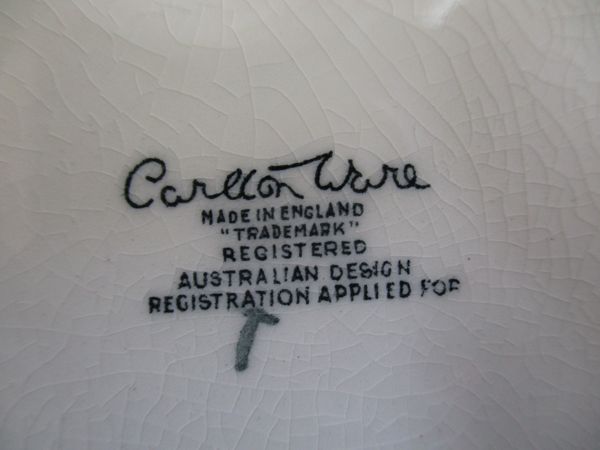 Carlton Ware
MADE IN ENGLAND
"TRADEMARK"
REGISTERED
AUSTRALIAN DESIGN
REGISTRATION APPLIED FOR